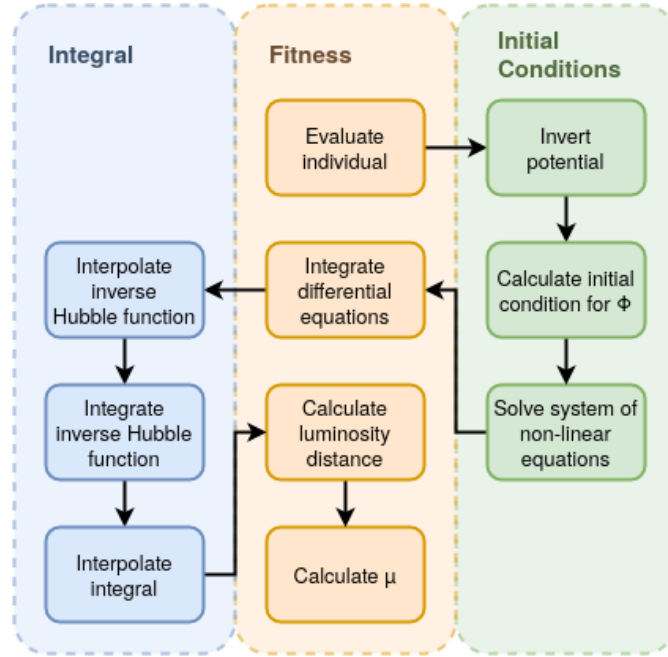 Integral
Fitness
Initial
Conditions
Evaluate
individual
Invert
potential
Interpolate
inverse
Hubble function
Integrate
differential
equations
Calculate initial
condition for Φ
Integrate
inverse Hubble
function
Calculate
luminosity
distance
Solve system of
non-linear
equations
Interpolate
integral
Calculate μ